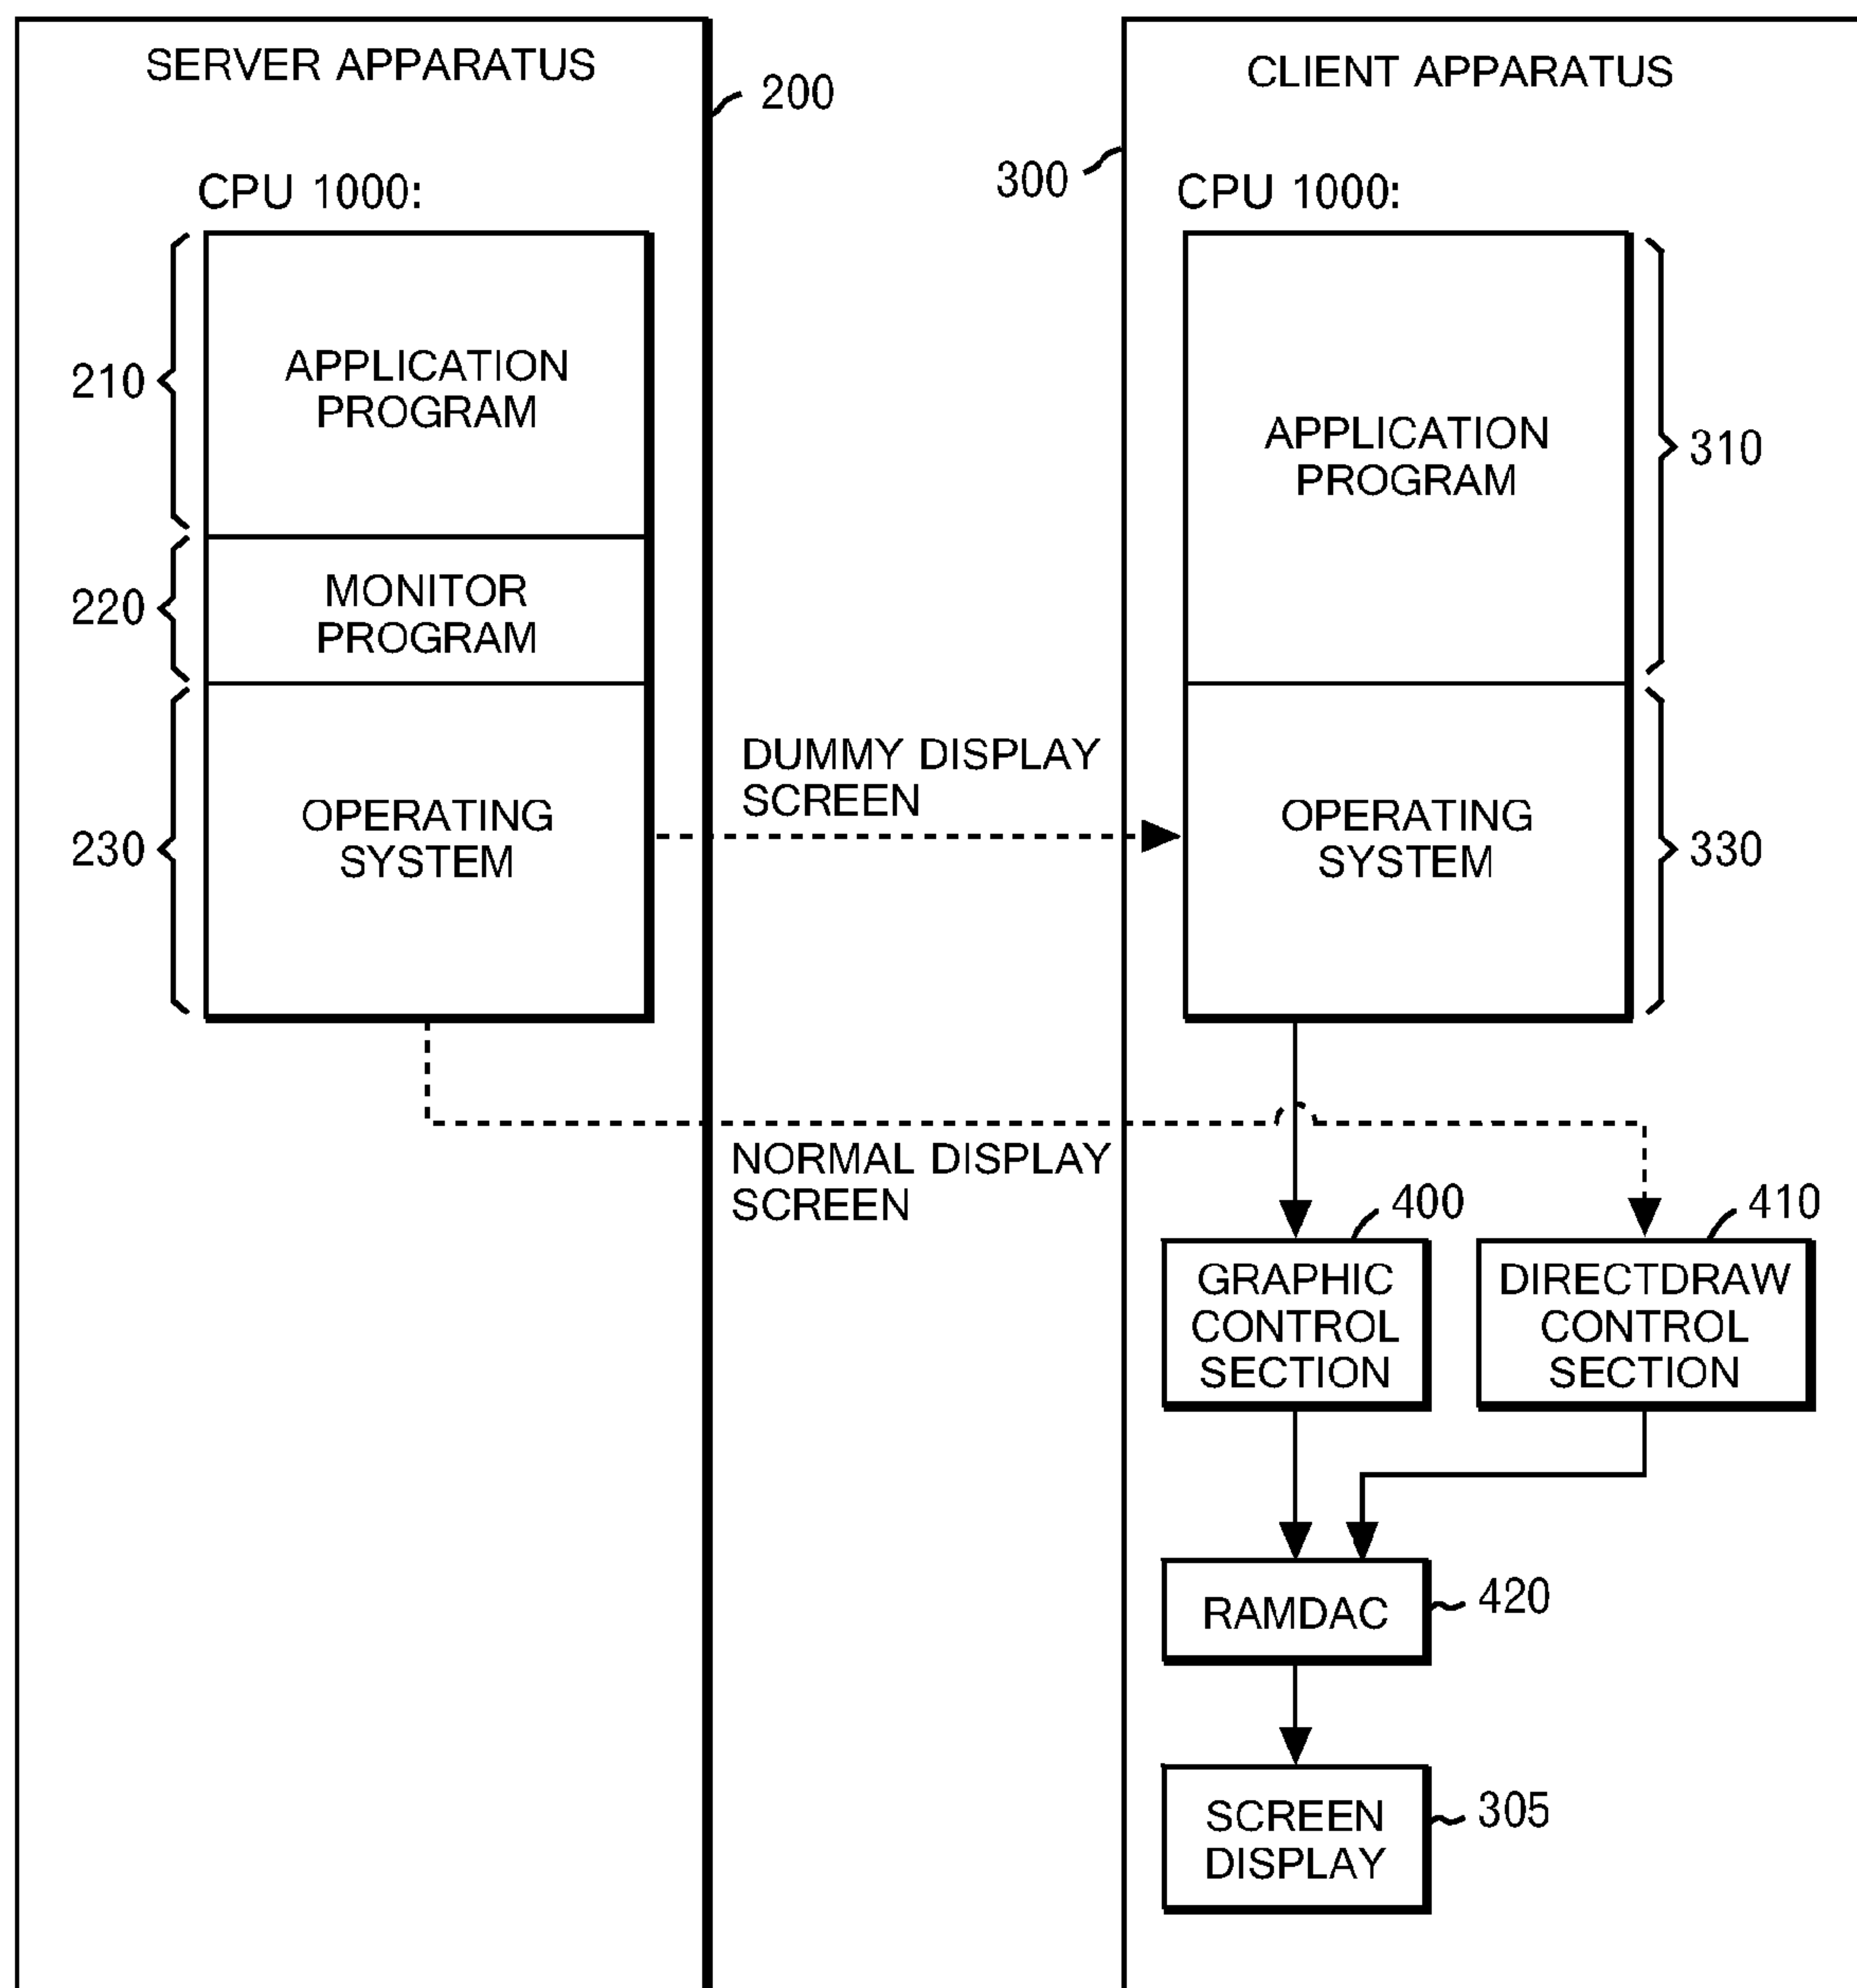 SERVER APPARATUS
200
CPU 1000:
210
APPLICATION
PROGRAM
220
MONITOR
PROGRAM
230
OPERATING
SYSTEM
DUMMY DISPLAY
SCREEN
NORMAL DISPLAY
SCREEN
CLIENT APPARATUS
300
CPU 1000:
APPLICATION
PROGRAM
310
OPERATING
SYSTEM
330
400
GRAPHIC
CONTROL
SECTION
410
DIRECTDRAW
CONTROL
SECTION
RAMDAC
420
SCREEN
DISPLAY
305